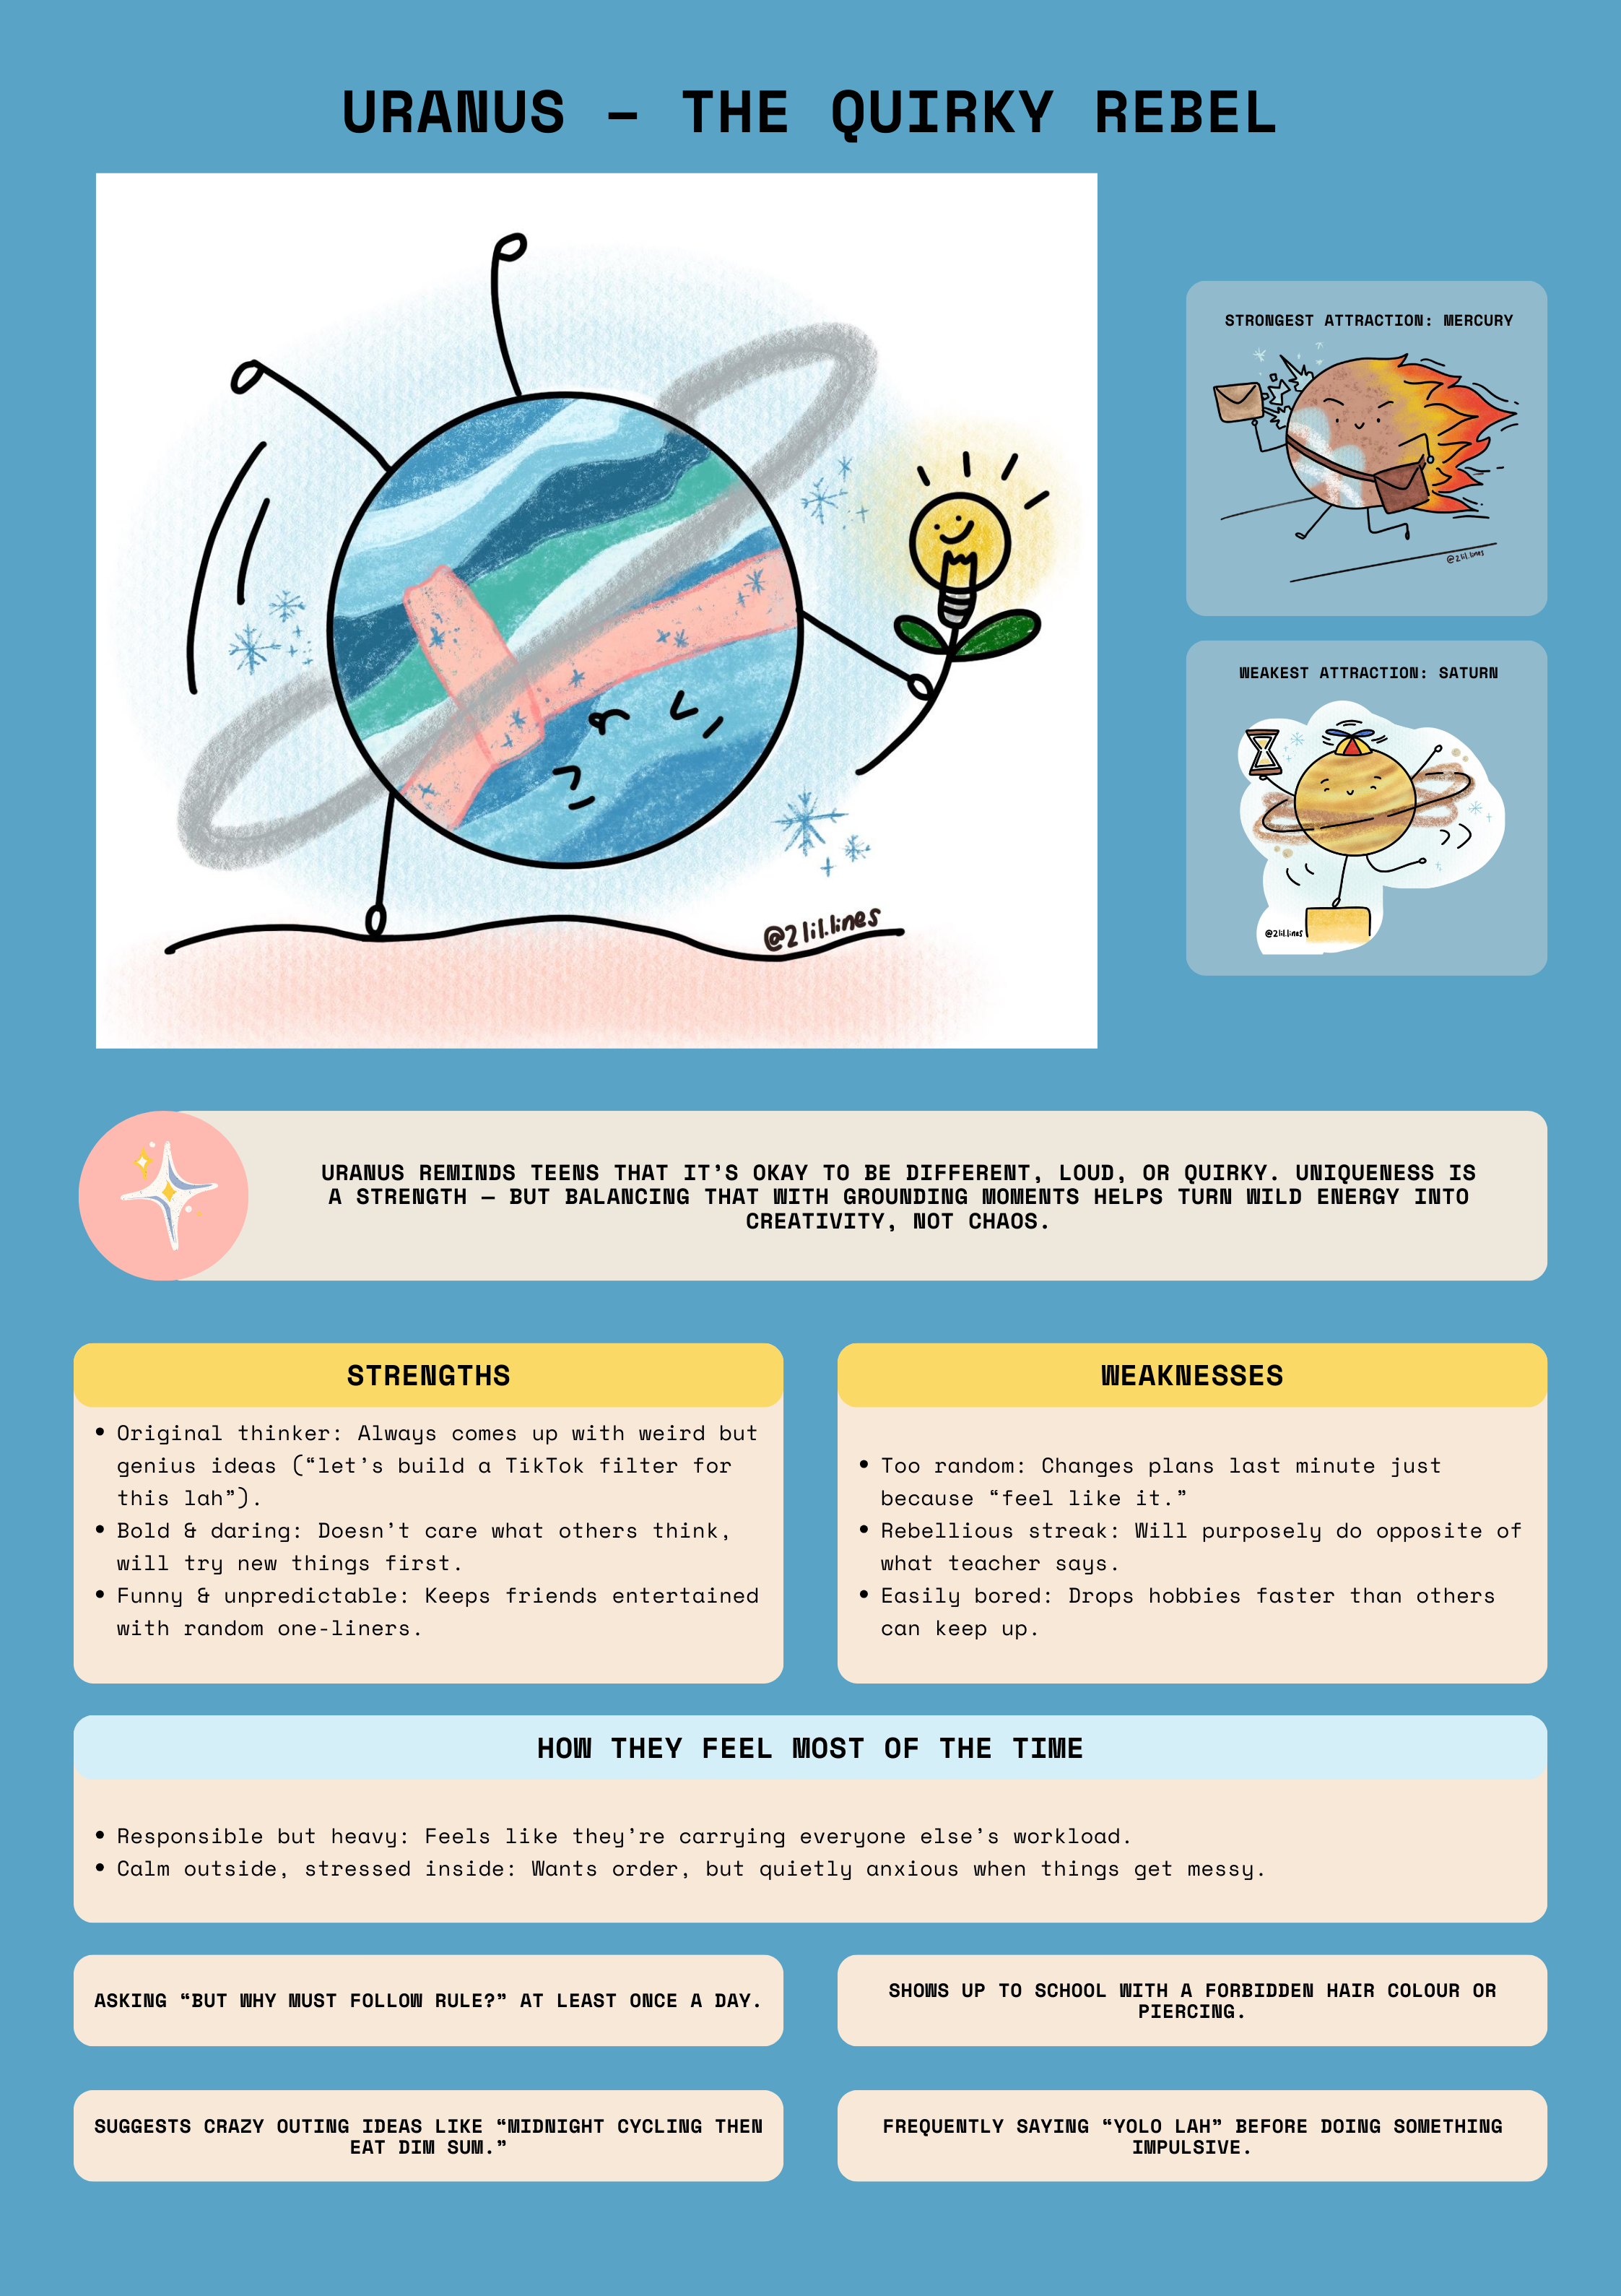 URANUS – THE QUIRKY REBEL
STRONGEST ATTRACTION: MERCURY
@2lil.lines
WEAKEST ATTRACTION: SATURN
@2lil.lines
@2lil.lines
URANUS REMINDS TEENS THAT IT’S OKAY TO BE DIFFERENT, LOUD, OR QUIRKY. UNIQUENESS IS
A STRENGTH – BUT BALANCING THAT WITH GROUNDING MOMENTS HELPS TURN WILD ENERGY INTO
CREATIVITY, NOT CHAOS.
STRENGTHS
• Original thinker: Always comes up with weird but
genius ideas (“let’s build a TikTok filter for
this lah”).
• Bold & daring: Doesn’t care what others think,
will try new things first.
• Funny & unpredictable: Keeps friends entertained
with random one-liners.
WEAKNESSES
• Too random: Changes plans last minute just
because “feel like it.”
• Rebellious streak: Will purposely do opposite of
what teacher says.
• Easily bored: Drops hobbies faster than others
can keep up.
HOW THEY FEEL MOST OF THE TIME
• Responsible but heavy: Feels like they’re carrying everyone else’s workload.
• Calm outside, stressed inside: Wants order, but quietly anxious when things get messy.
ASKING “BUT WHY MUST FOLLOW RULE?” AT LEAST ONCE A DAY.
SHOWS UP TO SCHOOL WITH A FORBIDDEN HAIR COLOUR OR
PIERCING.
SUGGESTS CRAZY OUTING IDEAS LIKE “MIDNIGHT CYCLING THEN
EAT DIM SUM.”
FREQUENTLY SAYING “YOLO LAH” BEFORE DOING SOMETHING
IMPULSIVE.